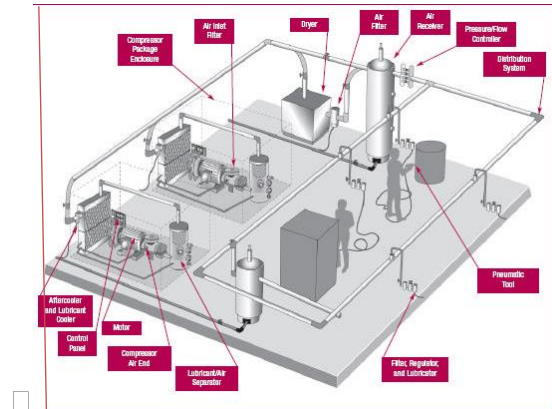 Compressor
Package
Enclosure
Air Inlet
Filter
Dryer
Air
Filter
Air
Receiver
Pressure/Flow
Controller
Distribution
System
Aftercooler
and Lubricant
Cooler
Control
Panel
Motor
Compressor
Air End
Lubricant/Air
Separator
Pneumatic
Tool
Filter, Regulator,
and Lubricator